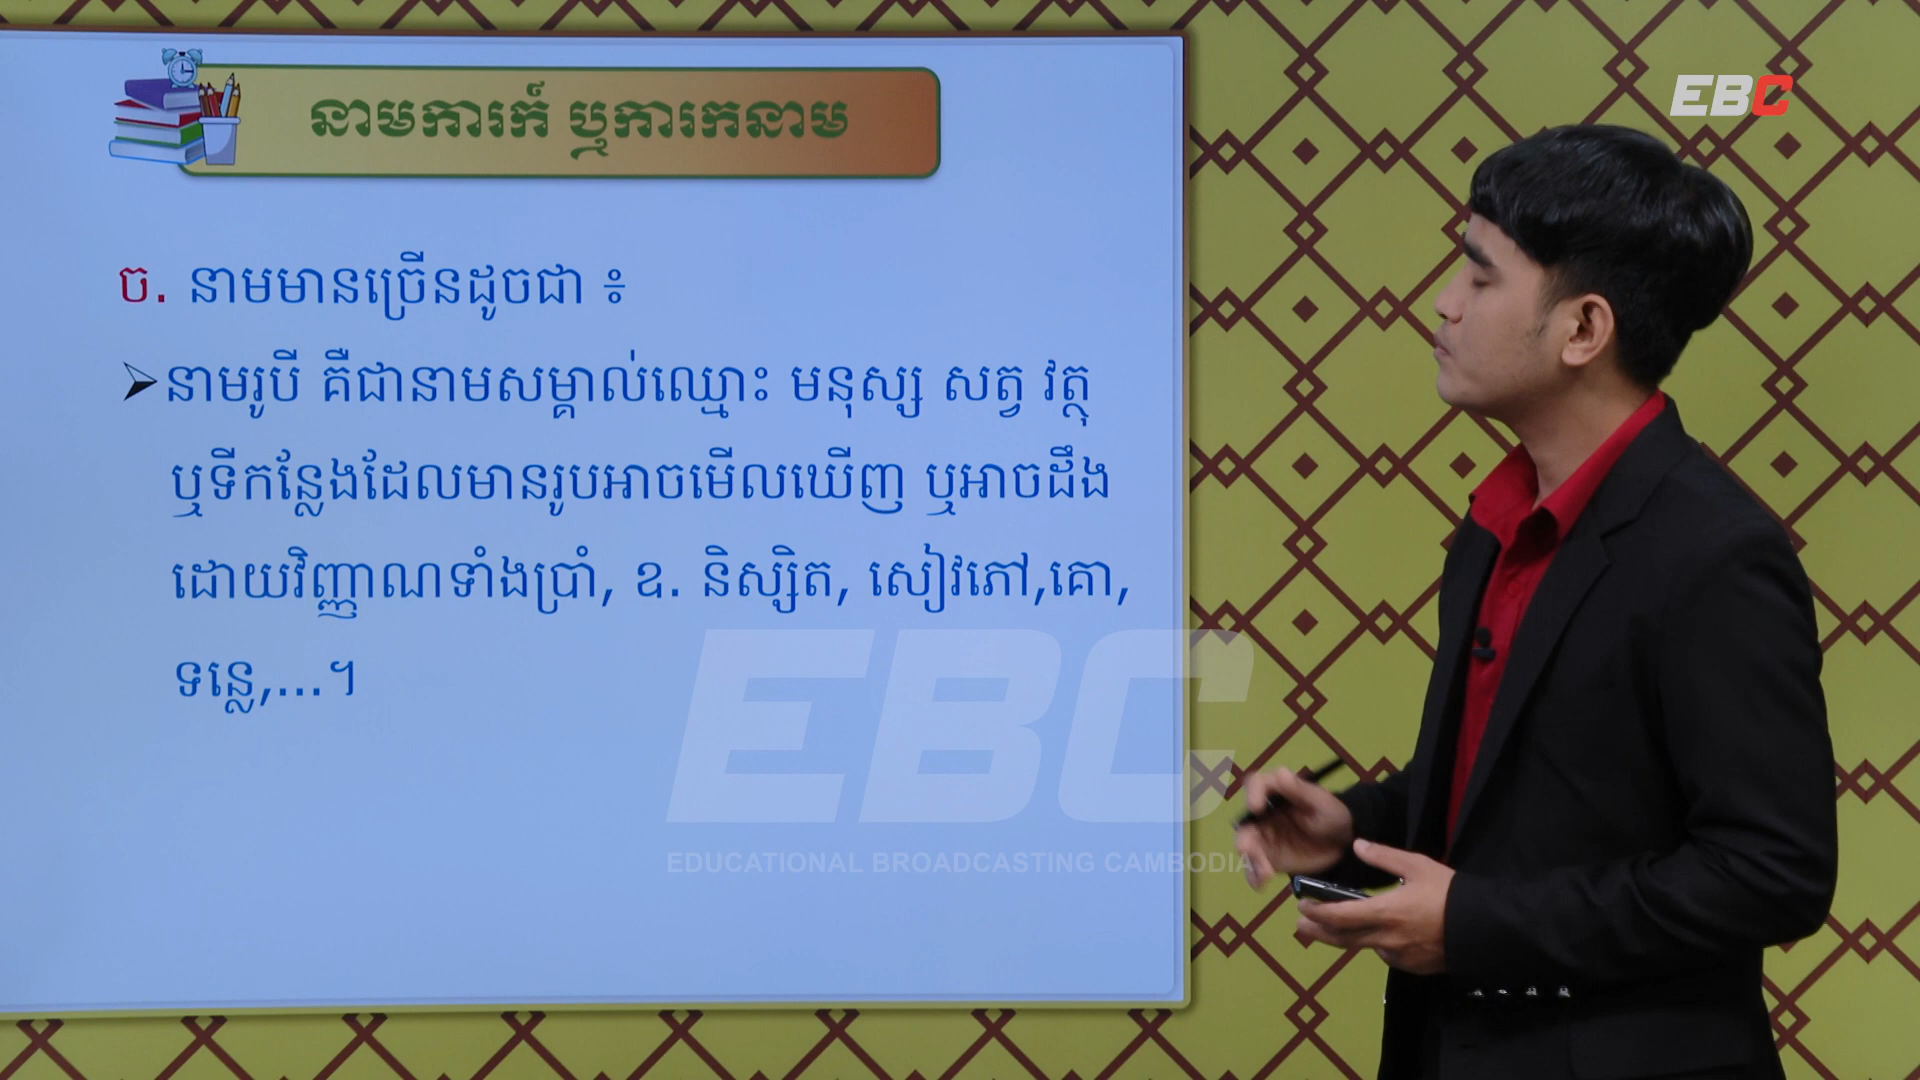 នាមការក៍ ឬការកនាម
EBC
ច. នាមមានច្រើនដូចជា ៖
➢នាមរូបី គឺជានាមសម្គាល់ឈ្មោះ មនុស្ស សត្វ វត្ថុ
ឬទីកន្លែងដែលមានរូបអាចមើលឃើញ ឬអាចដឹង
ដោយវិញ្ញាណទាំងប្រាំ, ឧ. និស្សិត, សៀវភៅ,គោ,
ទន្លេ,...។
EBC
EDUCATIONAL BROADCASTING CAMBODIA